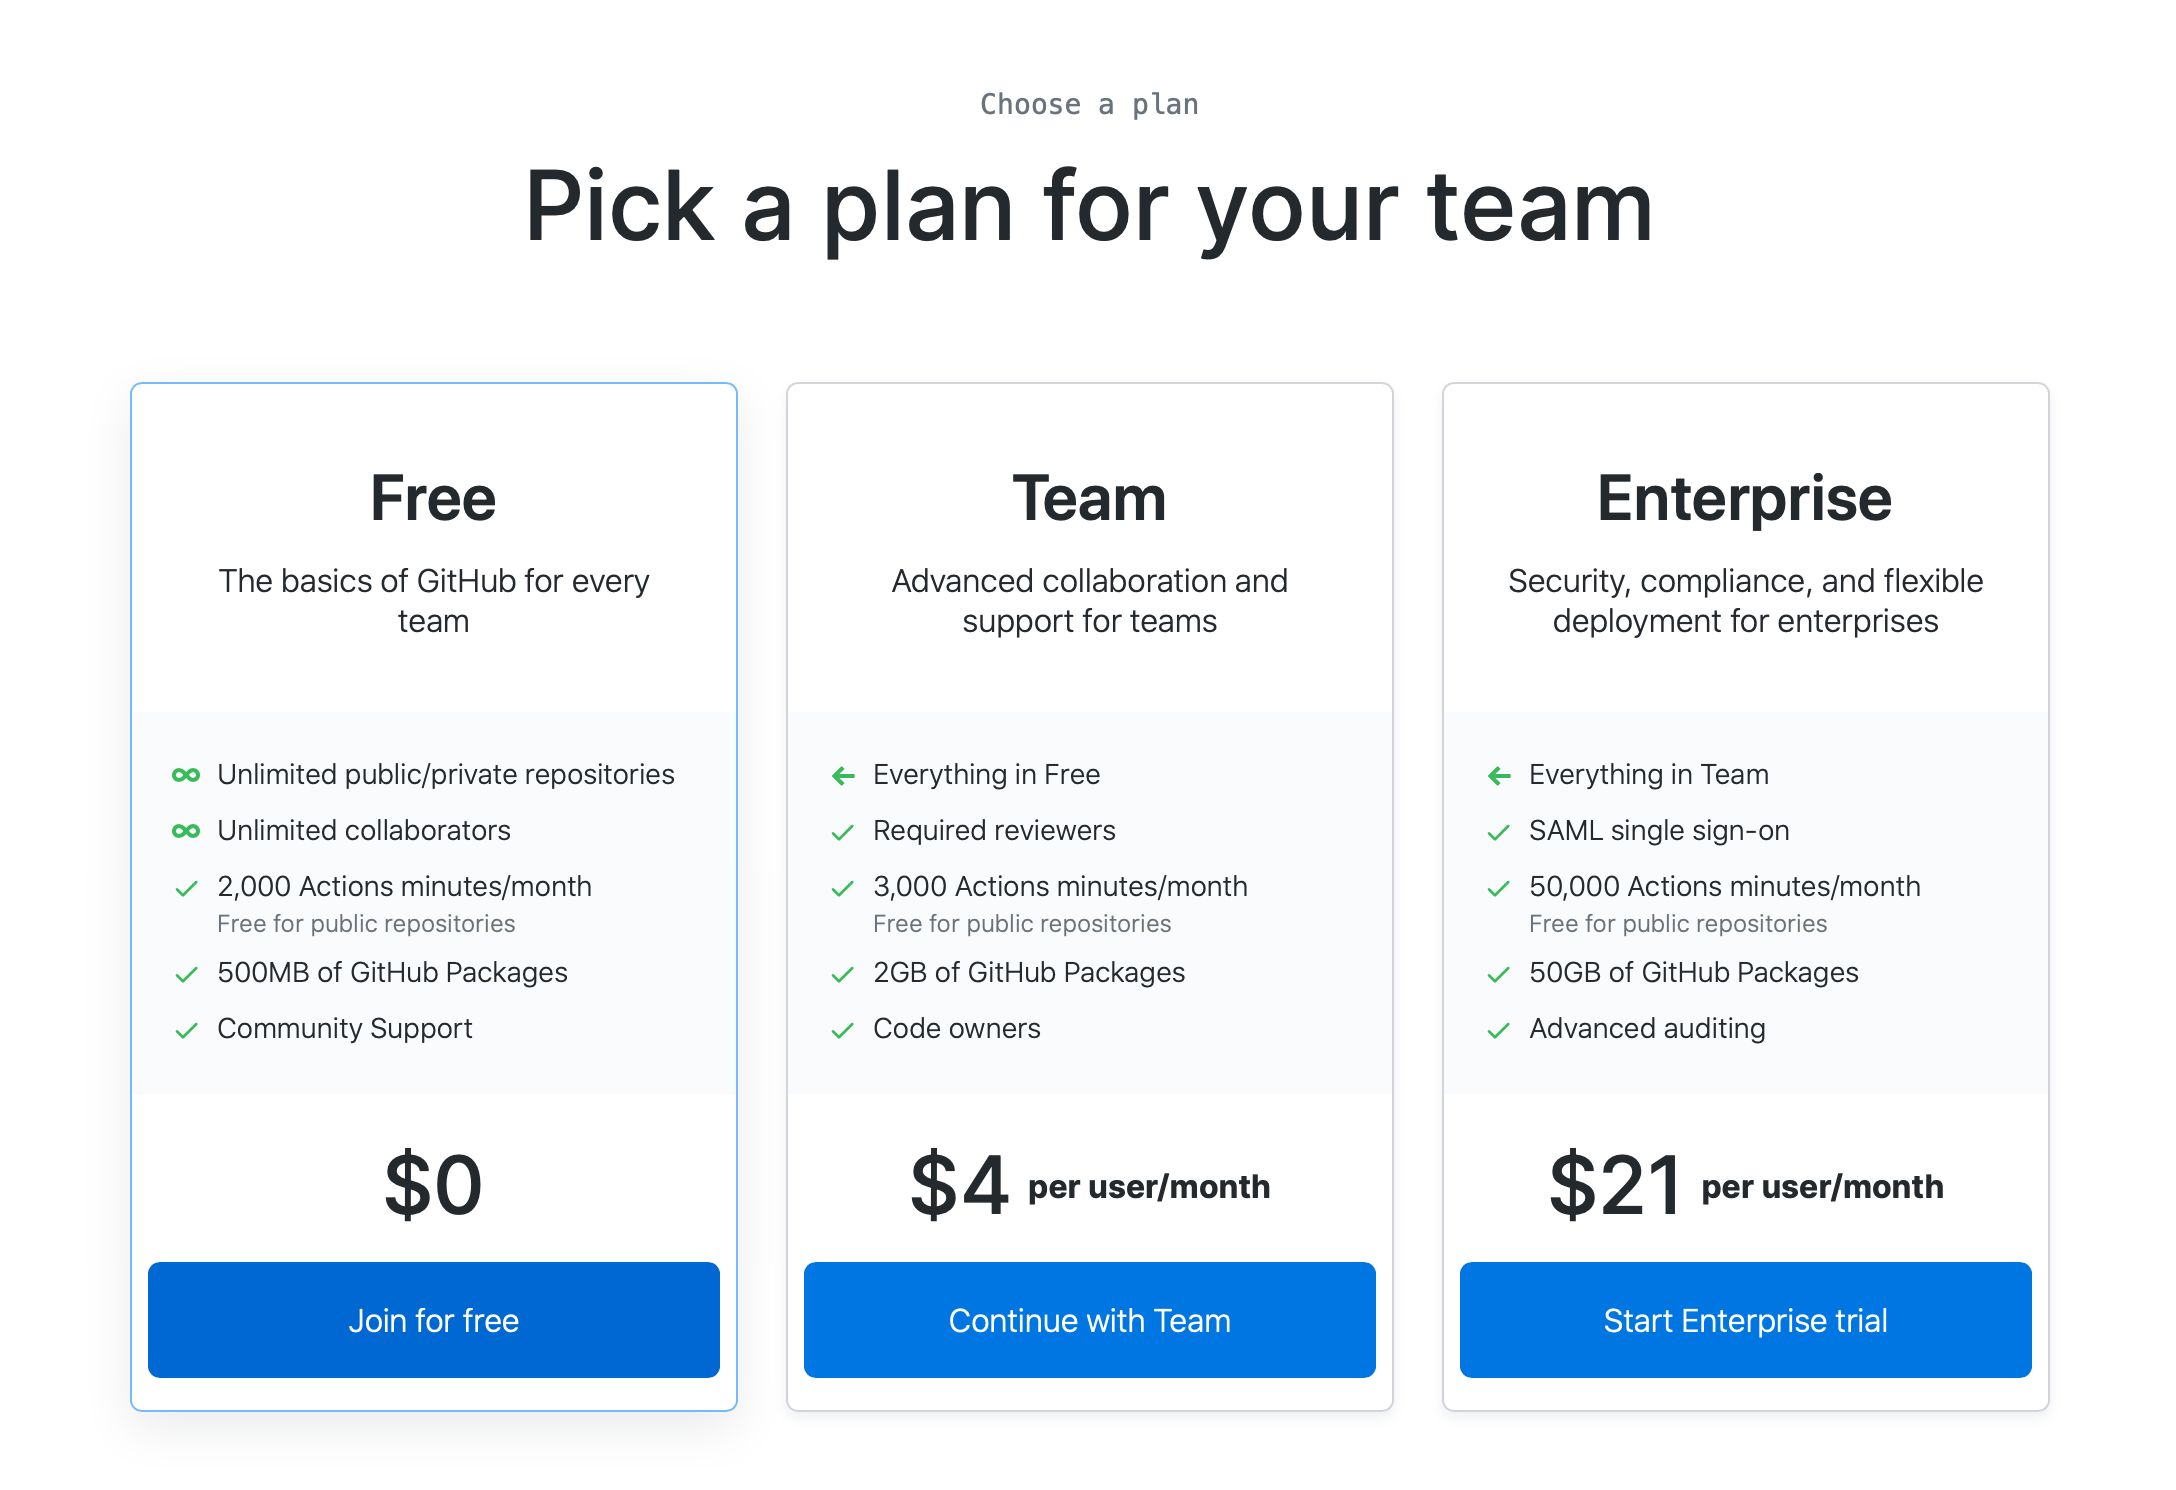 Choose a plan
Pick a plan for your team
Free
The basics of GitHub for every
team
Unlimited public/private repositories
Unlimited collaborators
2,000 Actions minutes/month
Free for public repositories
500MB of GitHub Packages
Community Support
$0
Join for free
Team
Advanced collaboration and
support for teams
Everything in Free
Required reviewers
3,000 Actions minutes/month
Free for public repositories
2GB of GitHub Packages
Code owners
$4 per user/month
Continue with Team
Enterprise
Security, compliance, and flexible
deployment for enterprises
Everything in Team
SAML single sign-on
50,000 Actions minutes/month
Free for public repositories
50GB of GitHub Packages
Advanced auditing
$21 per user/month
Start Enterprise trial